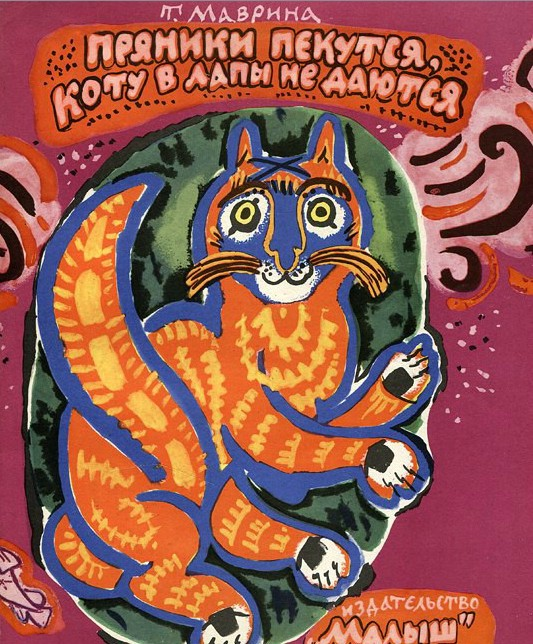 Т. Маврина
ПРЯНИКИ ПЕКУТСЯ,
КОТУ В ЛАПЫ НЕ ДАЮТСЯ
ИЗДАТЕЛЬСТВО
„МАЛЫШ"